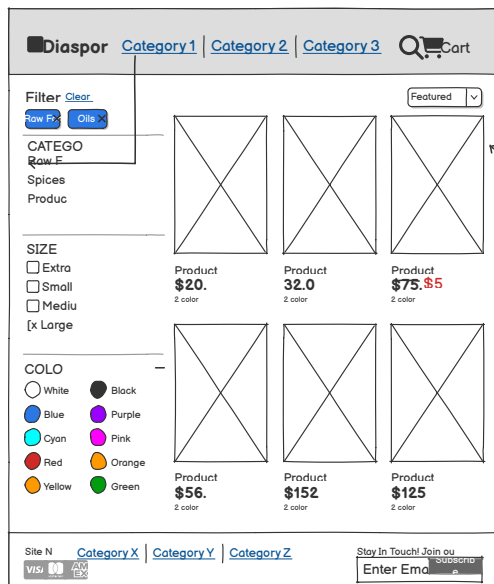 Diaspor Category 1 Category 2 Category 3 Cart
Filter Clear
Featured
Raw F Oils
CATEGO
Raw F
Spices
Produc
SIZE
Extra
Small
Mediu
[x Large
COLO
White Black
Blue Purple
Cyan Pink
Red Orange
Yellow Green
Product Product Product
$20. 32.0 $75. $5
2 color 2 color 2 color
Product Product Product
$56. $152 $125
2 color 2 color 2 color
Site N Category X Category Y Category Z
VISA AM EX
Stay In Touch! Join ou
Enter Ema Subscrib
e